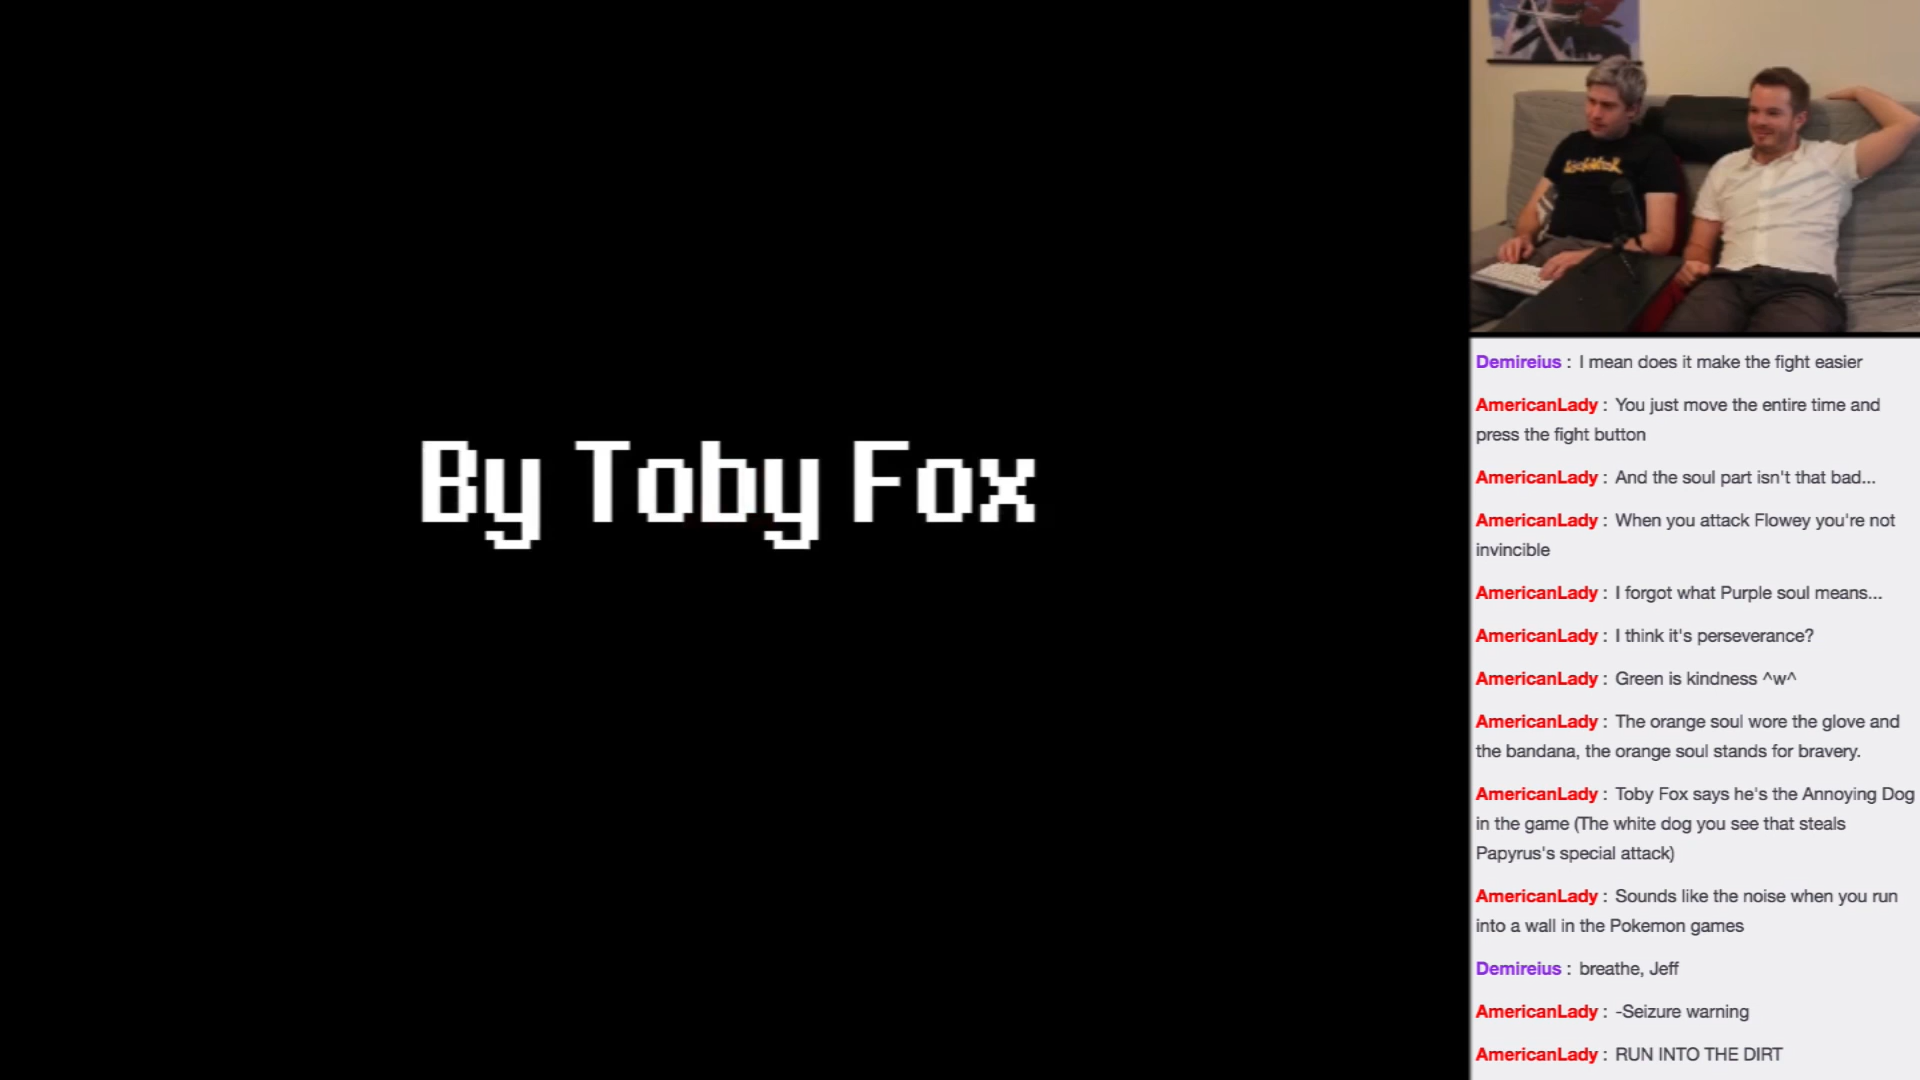 By Toby Fox
Demireius : I mean does it make the fight easier
AmericanLady : You just move the entire time and
press the fight button
AmericanLady : And the soul part isn't that bad...
AmericanLady : When you attack Flowey you're not
invincible
AmericanLady : I forgot what Purple soul means...
AmericanLady : I think it's perseverance?
AmericanLady : Green is kindness ^w^
AmericanLady : The orange soul wore the glove and
the bandana, the orange soul stands for bravery.
AmericanLady : Toby Fox says he's the Annoying Dog
in the game (The white dog you see that steals
Papyrus's special attack)
AmericanLady : Sounds like the noise when you run
into a wall in the Pokemon games
Demireius : breathe, Jeff
AmericanLady : -Seizure warning
AmericanLady : RUN INTO THE DIRT